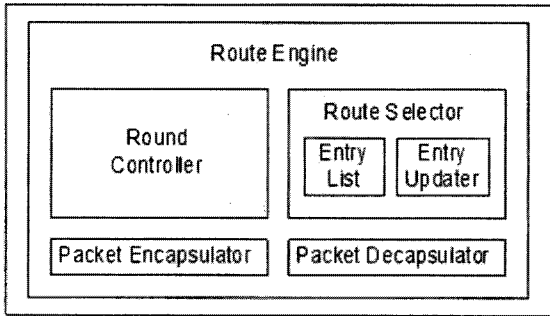 Route Engine
Round
Controller
Route Selector
Entry
List
Entry
Updater
Packet Encapsulator
Packet Decapsulator